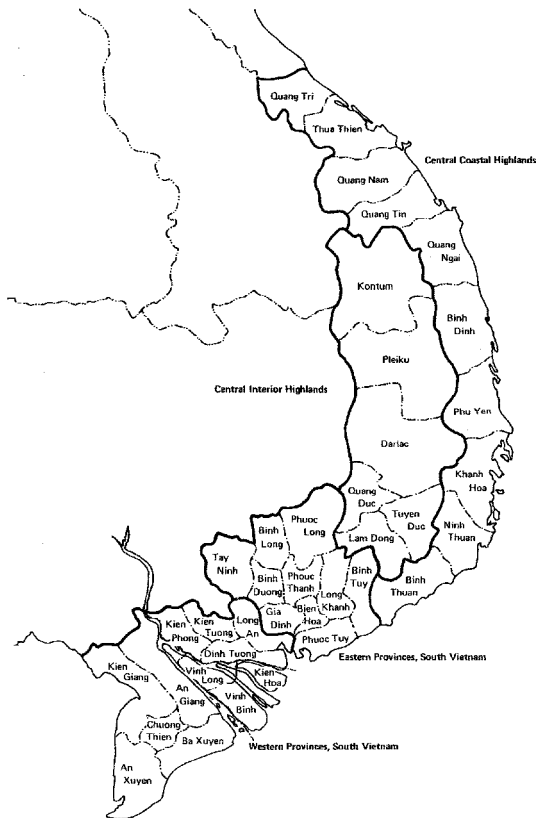 Quang Tri
Thua Thien
Central Coastal Highlands
Quang Nam
Quang Tin
Quang
Ngai
Kontum
Binh
Dinh
Pleiku
Central Interior Highlands
Phu Yen
Darlac
Khanh
Hoa
Quang
Duc
Tuyen
Duc
Ninh
Thuan
Lam Dong
Phuoc
Long
Binh
Long
Tay
Ninh
Binh
Tuy
Binh
Thuan
Binh
Duong
Phouc
Thanh
Long
Khanh
Bien
Hoa
Gia
Dinh
Phuoc Tuy
Kien
Phong
Kien
Tuong
Long
An
Dinh Tuong
Eastern Provinces, South Vietnam
Kien
Giang
Vinh
Long
Kien
Hoa
An
Giang
Vinh
Binh
Chuong
Thien
Ba Xuyen
Western Provinces, South Vietnam
An
Xuyen